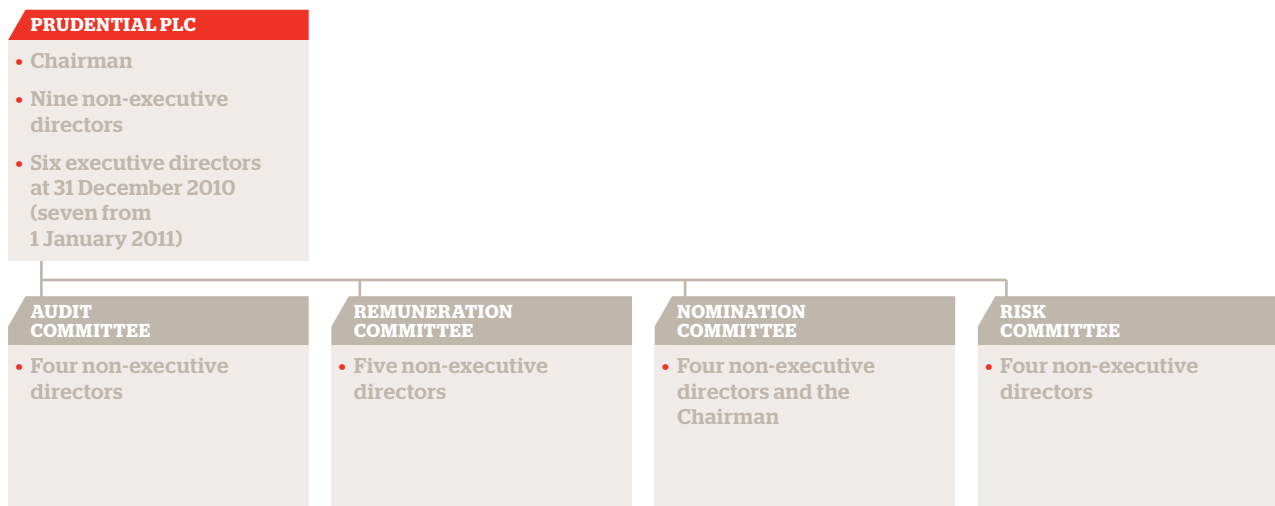 PRUDENTIAL PLC
• Chairman
• Nine non-executive
directors
• Six executive directors
at 31 December 2010
(seven from
1 January 2011)
AUDIT
COMMITTEE
• Four non-executive
directors
REMUNERATION
COMMITTEE
• Five non-executive
directors
NOMINATION
COMMITTEE
• Four non-executive
directors and the
Chairman
RISK
COMMITTEE
• Four non-executive
directors